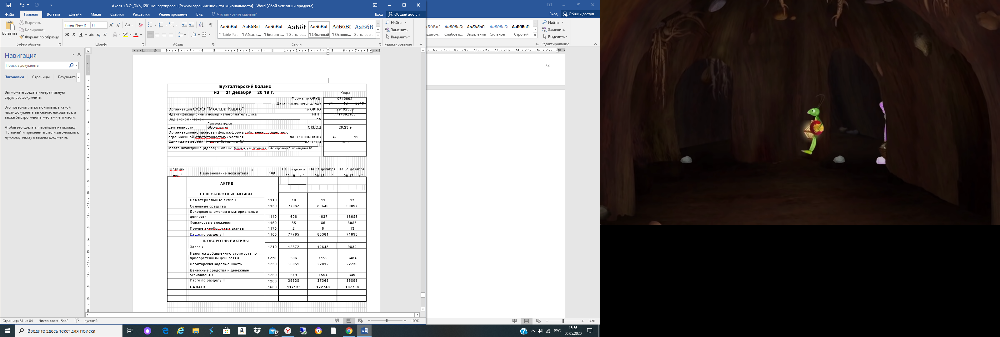 Акопян В.О._ЭКб_1201-конвертирован [Режим ограниченной функциональности] - Word (Сбой активации продукта)
Файл Главная Вставка Дизайн Макет Ссылки Рассылки Рецензирование Вид Что вы хотите сделать? Вход Общий доступ
Вход Общий доступ
Вставить
Вырезать
Копировать
Формат по образцу
Буфер обмена
Times New R 11 Aa
Ж К Ч abc x₂ x² A A
Шрифт
Абзац
АаБбВвГ АаБбВвГ АаБбВвГ АаБбІ АаБбВвГ АаБбВв АаБбВ
¶ Table Pa... ¶ Абзац с... ¶ Без инте... ¶ Заголов... ¶ Обычный ¶ Основн... Заголово...
Стили
Найти
Заменить
Выделить
Редактирование
АаБбВвГг АаБбВвГг АаБбВвГг АаБбВвГг,
Слабое в... Выделение Сильное... Строгий
Найти
Заменить
Выделить
Редактирование
Навигация
Поиск в документе
Заголовки Страницы Результаты
Вы можете создать интерактивную
структуру документа.
Это позволит легко понимать, в какой
части документа вы сейчас находитесь, а
также быстро менять местами его части.
Чтобы это сделать, перейдите на вкладку
"Главная" и примените стили заголовков к
нужному тексту в вашем документе.
72
Бухгалтерский баланс
на 31 декабря 20 19 г.
Коды
Форма по ОКУД 0710002
Дата (число, месяц, год) 31 12 2019
Организация ООО "Москва Карго" по ОКПО 29192368
Идентификационный номер налогоплательщика ИНН 7714082160
Вид экономической по
Перевозка грузов
деятельности оборудования ОКВЭД 29.23.9
Организационно-правовая форма/форма собственнособщество с
ограниченной ответствнностью / частная по ОКОПФ/ОКФС 47 19
Единица измерения: тыс. руб. (млн. руб.) по ОКЕИ 385
Местонахождение (адрес) 109017 гор. Москв,а, у л Пятницкая, д 47, строение 1, помещение IV
Поясне-
ния 1 Наименование показателя 2 Код На 31 декабря 20 19 г.3 На 31 декабря 20 18 г.4 На 31 декабря 20 17 г.5
АКТИВ
I. ВНЕОБОРОТНЫЕ АКТИВЫ
Нематериальные активы 1110 10 11 13
Основные средства 1130 77082 80640 50097
Доходные вложения в материальные
ценности 1140 606 4637 18685
Финансовые вложения 1150 85 85 3085
Прочие внеоборотные активы 1170 2 8 13
Итого по разделу I 1100 77785 85381 71893
II. ОБОРОТНЫЕ АКТИВЫ
Запасы 1210 12372 12643 9832
Налог на добавленную стоимость по
приобретенным ценностям 1220 396 1159 3484
Дебиторская задолженность 1230 26051 22012 22230
Денежные средства и денежные
эквиваленты 1250 519 1554 349
Итого по разделу II 1200 39338 37368 35895
БАЛАНС 1600 117123 122749 107788
Страница 81 из 84 Число слов: 15442 русский 100%
89%
Введите здесь текст для поиска
12
РУС
15:56
05.05.2020